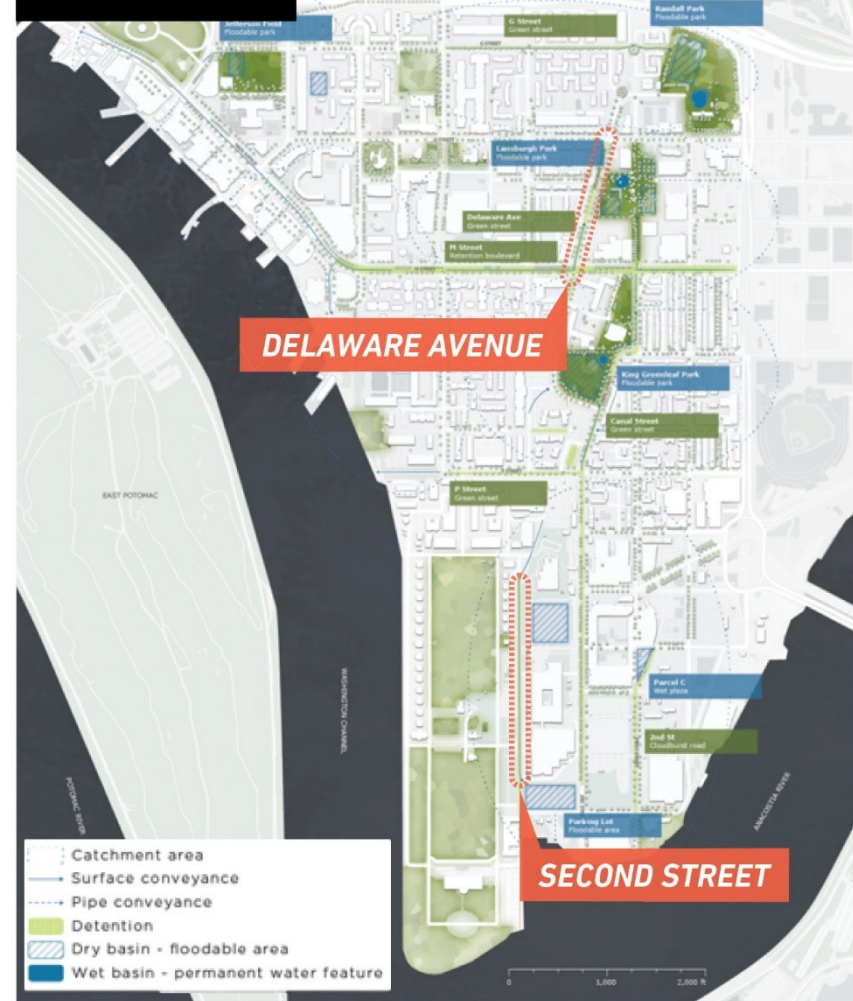 Jefferson Field
Floodable park
G Street
Green street
Randall Park
Floodable park
G STREET
Lansburgh Park
Floodable park
Delaware Ave
Green street
M Street
Retention boulevard
DELAWARE AVENUE
King Greenleaf Park
Floodable park
Canal Street
Green street
EAST POTOMAC
P Street
Green street
WASHINGTON CHANNEL
Parcel C
Wet plaza
2nd St
Cloudburst road
POTOMAC RIVER
ANACOSTIA RIVER
Parking Lot
Floodable area
SECOND STREET
Catchment area
Surface conveyance
Pipe conveyance
Detention
Dry basin - floodable area
Wet basin - permanent water feature
0 1,000 2,000 ft